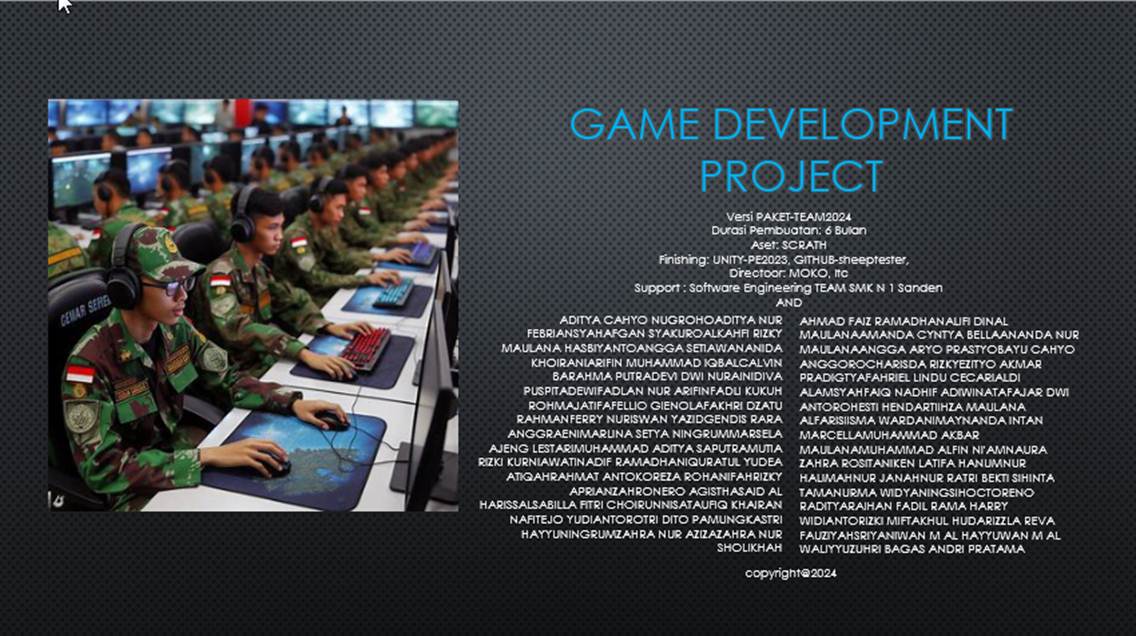 GAME DEVELOPMENT
PROJECT
Versi PAKET-TEAM2024
Durasi Pembuatan: 6 Bulan
Aset: SCRATH
Finishing: UNITY-PE2023, GITHUB-sheeptester,
Directoor: MOKO, Itc
Support : Software Engineering TEAM SMK N 1 Sanden
AND
ADITYA CAHYO NUGROHOADITYA NUR
FEBRIANSYAHAFGAN SYAKUROALKAHFI RIZKY
MAULANA HASBIYANTOANGGA SETIAWANANIDA
KHOIRANIARIFIN MUHAMMAD IQBALCALVIN
BARAHMA PUTRADEVI DWI NURAINIDIVA
PUSPITADEWIFADLAN NUR ARIFINFADLI KUKUH
ROHMAJATIFAFELLIO GIENOLAFAKHRI DZATU
RAHMANFERRY NURISWAN YAZIDGENDIS RARA
ANGGRAENIMARLINA SETYA NINGRUMMARSELA
AJENG LESTARIMUHAMMAD ADITYA SAPUTRAMUTIA
RIZKI KURNIAWATINADIF RAMADHANIQURATUL YUDEA
ATIQAHRAHMAT ANTOKOREZA ROHANIFAHRIZKY
APRIANZAHRONERO AGISTHASAID AL
HARISSALSABILLA FITRI CHOIRUNNISATAUFIQ KHAIRAN
NAFITEJO YUDIANTOROTRI DITO PAMUNGKASTRI
HAYYUNINGRUMZAHRA NUR AZIZAZAHRA NUR
SHOLIKHAH
AHMAD FAIZ RAMADHANALIFI DINAL
MAULANAAMANDA CYNTYA BELLAANANDA NUR
MAULANAANGGA ARYO PRASTYOBAYU CAHYO
ANGGOROCHARISDA RIZKYEZITYO AKMAR
PRADIGTYAFAHRIEL LINDU CECARIALDI
ALAMSYAHFAIQ NADHIF ADIWINATAFAJAR DWI
ANTOROHESTI HENDARTIIHZA MAULANA
ALFARISIISMA WARDANIMAYNANDA INTAN
MARCELLAMUHAMMAD AKBAR
MAULANAMUHAMMAD ALFIN NI'AMNAURA
ZAHRA ROSITANIKEN LATIFA HANUMNUR
HALIMAHNUR JANAHNUR RATRI BEKTI SIHINTA
TAMANURMA WIDYANINGSIHOCTORENO
RADITYARAIHAN FADIL RAMA HARRY
WIDIANTORIZKI MIFTAKHUL HUDARIZZLA REVA
FAUZIYAHSRIYANIWAN M AL HAYYUWAN M AL
WALIYYUZUHRI BAGAS ANDRI PRATAMA
copyright@2024